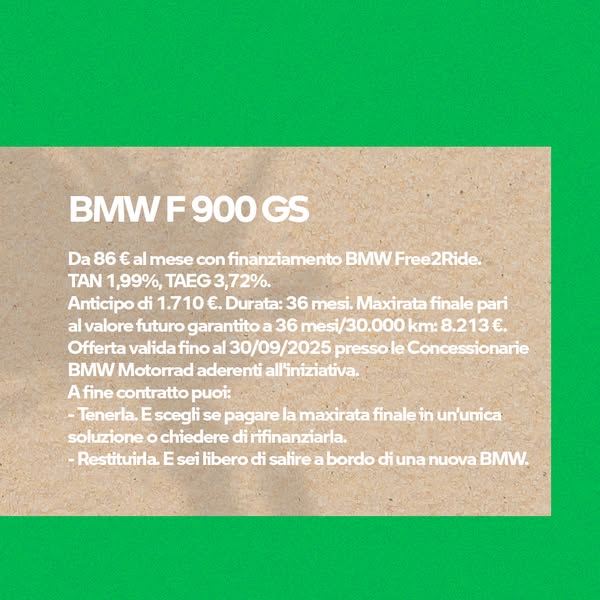 BMW F 900 GS
Da 86 € al mese con finanziamento BMW Free2Ride.
TAN 1,99%, TAEG 3,72%.
Anticipo di 1.710 €. Durata: 36 mesi. Maxirata finale pari
al valore futuro garantito a 36 mesi/30.000 km: 8.213 €.
Offerta valida fino al 30/09/2025 presso le Concessionarie
BMW Motorrad aderenti all'iniziativa.
A fine contratto puoi:
- Tenerla. E scegli se pagare la maxirata finale in un'unica
soluzione o chiedere di rifinanziarla.
- Restituirla. E sei libero di salire a bordo di una nuova BMW.